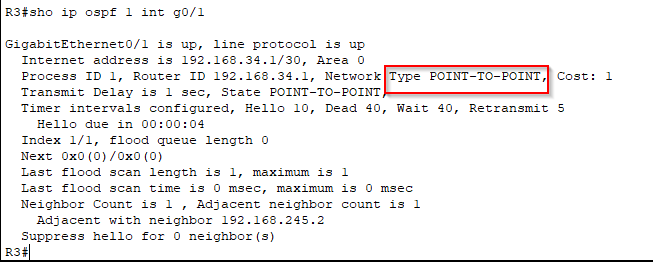 R3#sho ip ospf 1 int g0/1
GigabitEthernet0/1 is up, line protocol is up
Internet address is 192.168.34.1/30, Area 0
Process ID 1, Router ID 192.168.34.1, Network Type POINT-TO-POINT, Cost: 1
Transmit Delay is 1 sec, State POINT-TO-POINT,
Timer intervals configured, Hello 10, Dead 40, Wait 40, Retransmit 5
Hello due in 00:00:04
Index 1/1, flood queue length 0
Next 0x0(0)/0x0(0)
Last flood scan length is 1, maximum is 1
Last flood scan time is 0 msec, maximum is 0 msec
Neighbor Count is 1 , Adjacent neighbor count is 1
Adjacent with neighbor 192.168.245.2
Suppress hello for 0 neighbor(s)
R3#